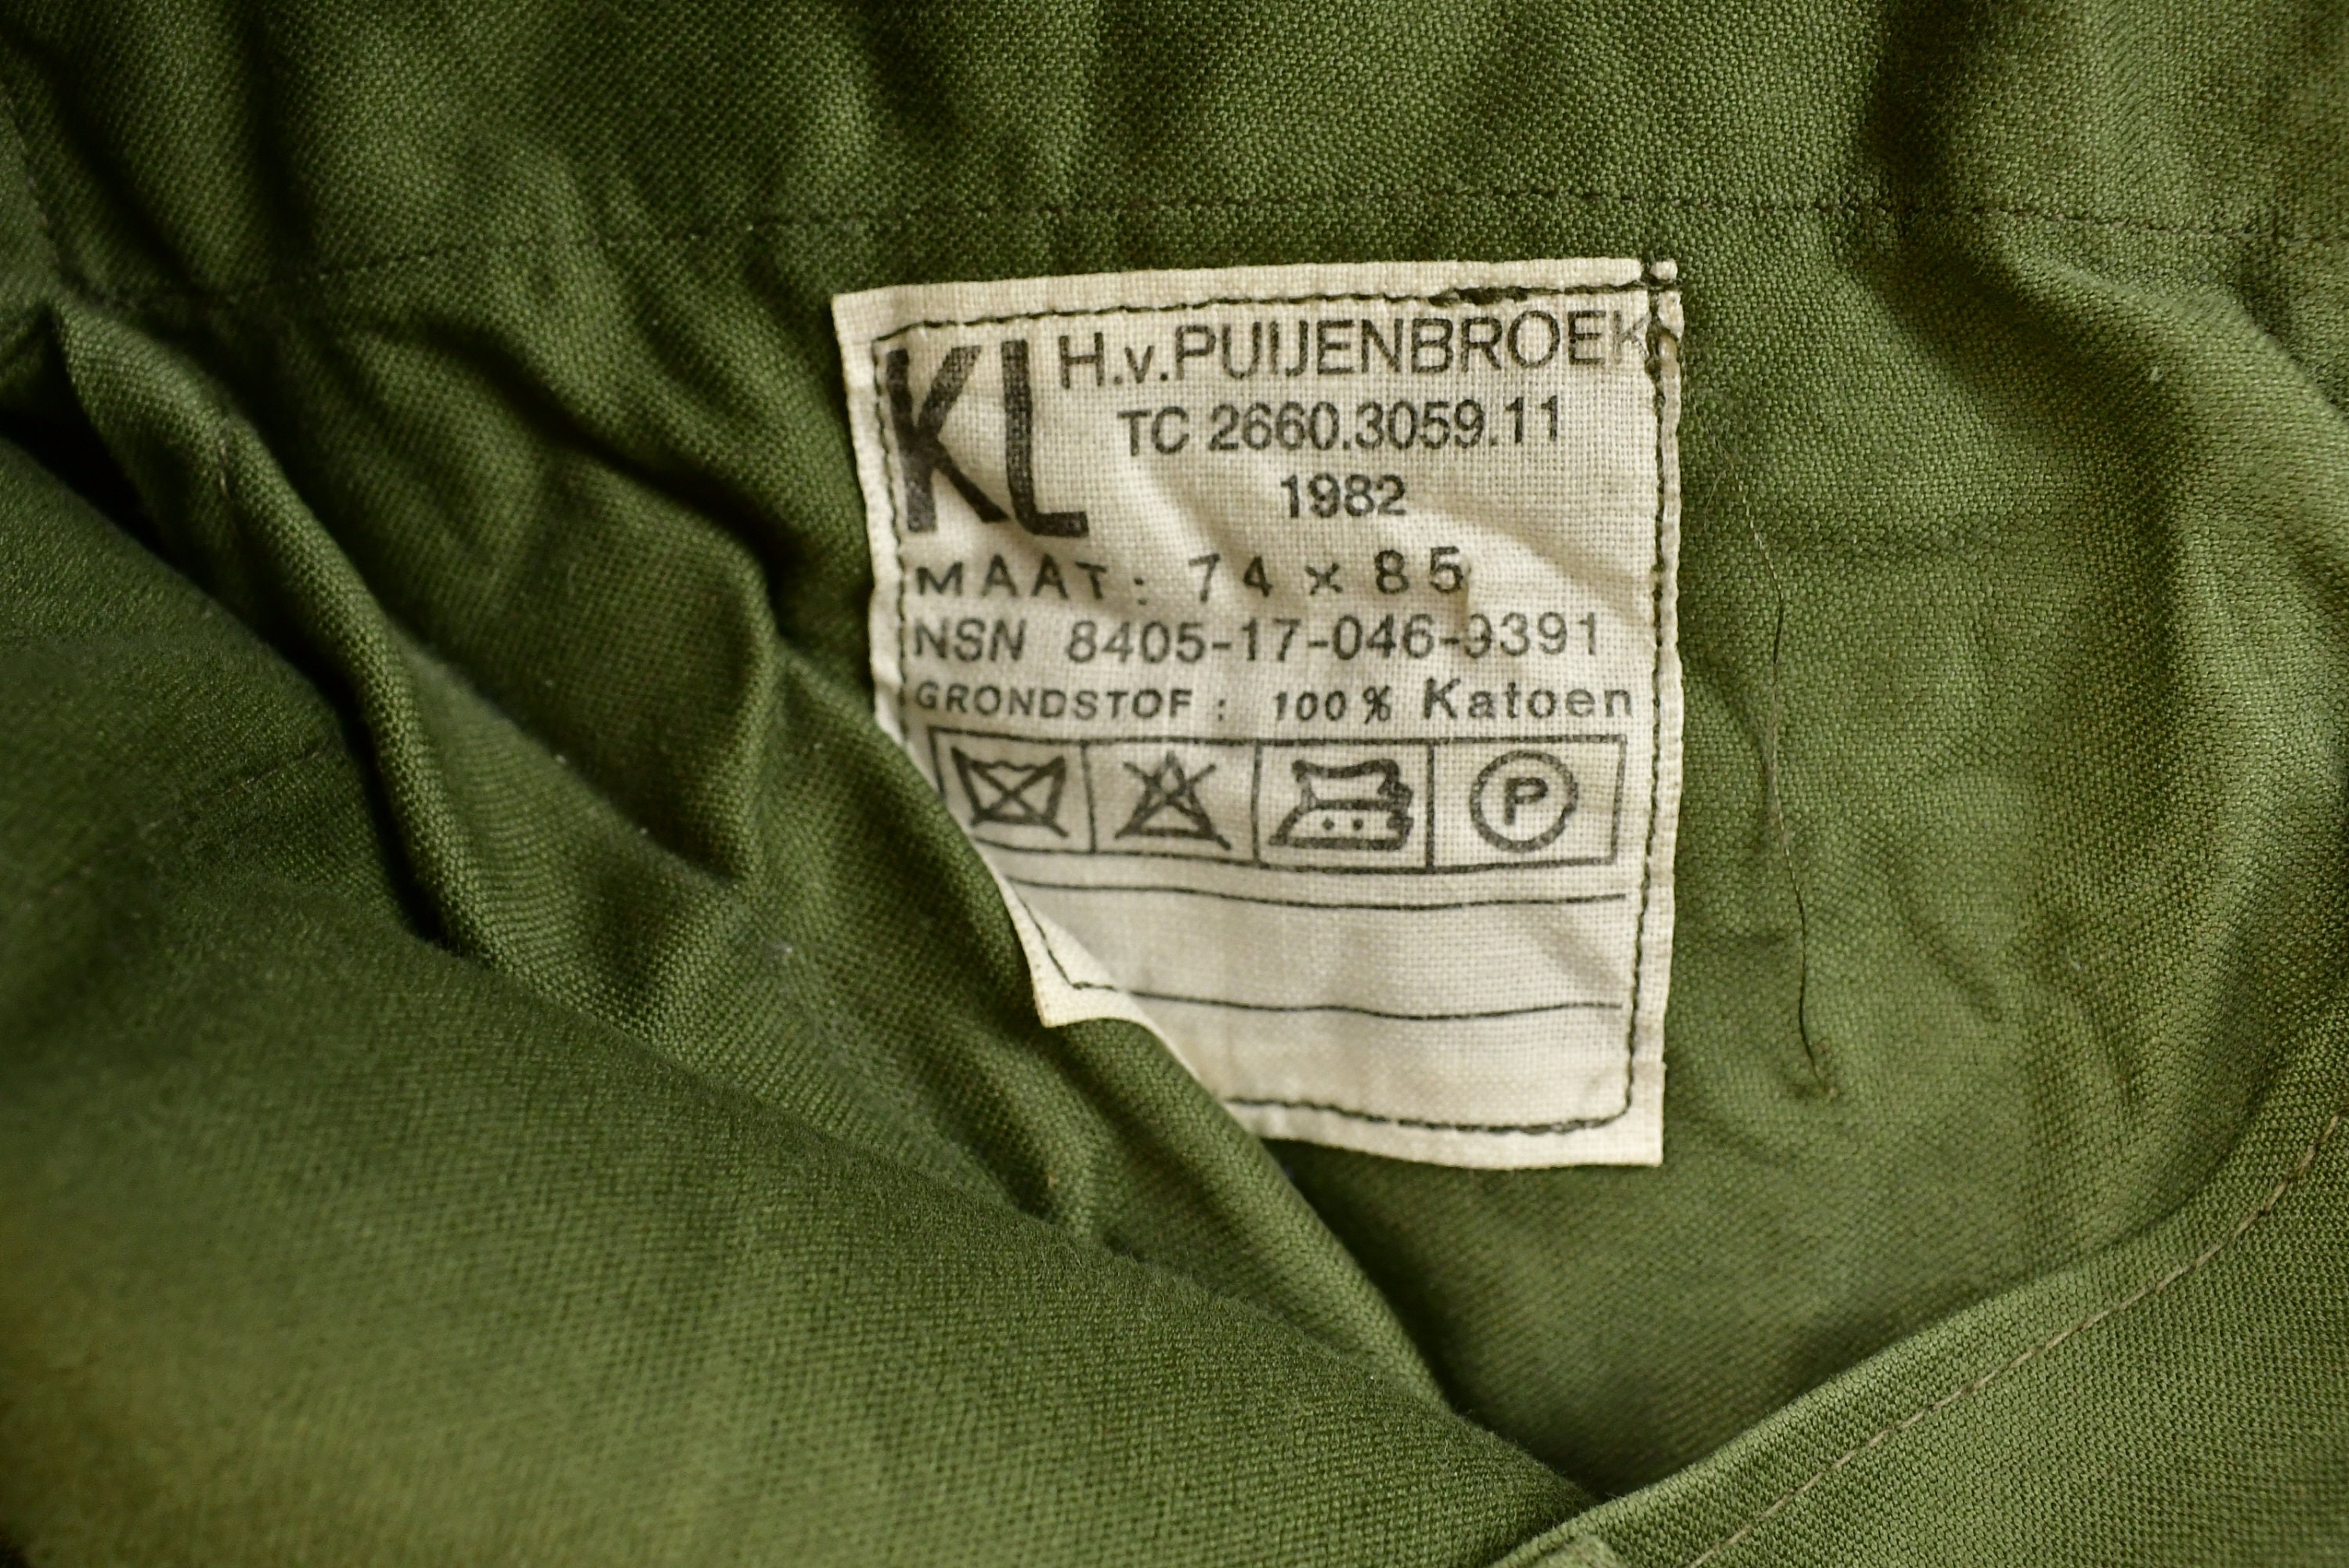 KL H.v.PUIJENBROEK
TC 2660.3059.11
1982
MAAT: 74 x 85
NSN 8405-17-046-9391
GRONDSTOF: 100% Katoen
P